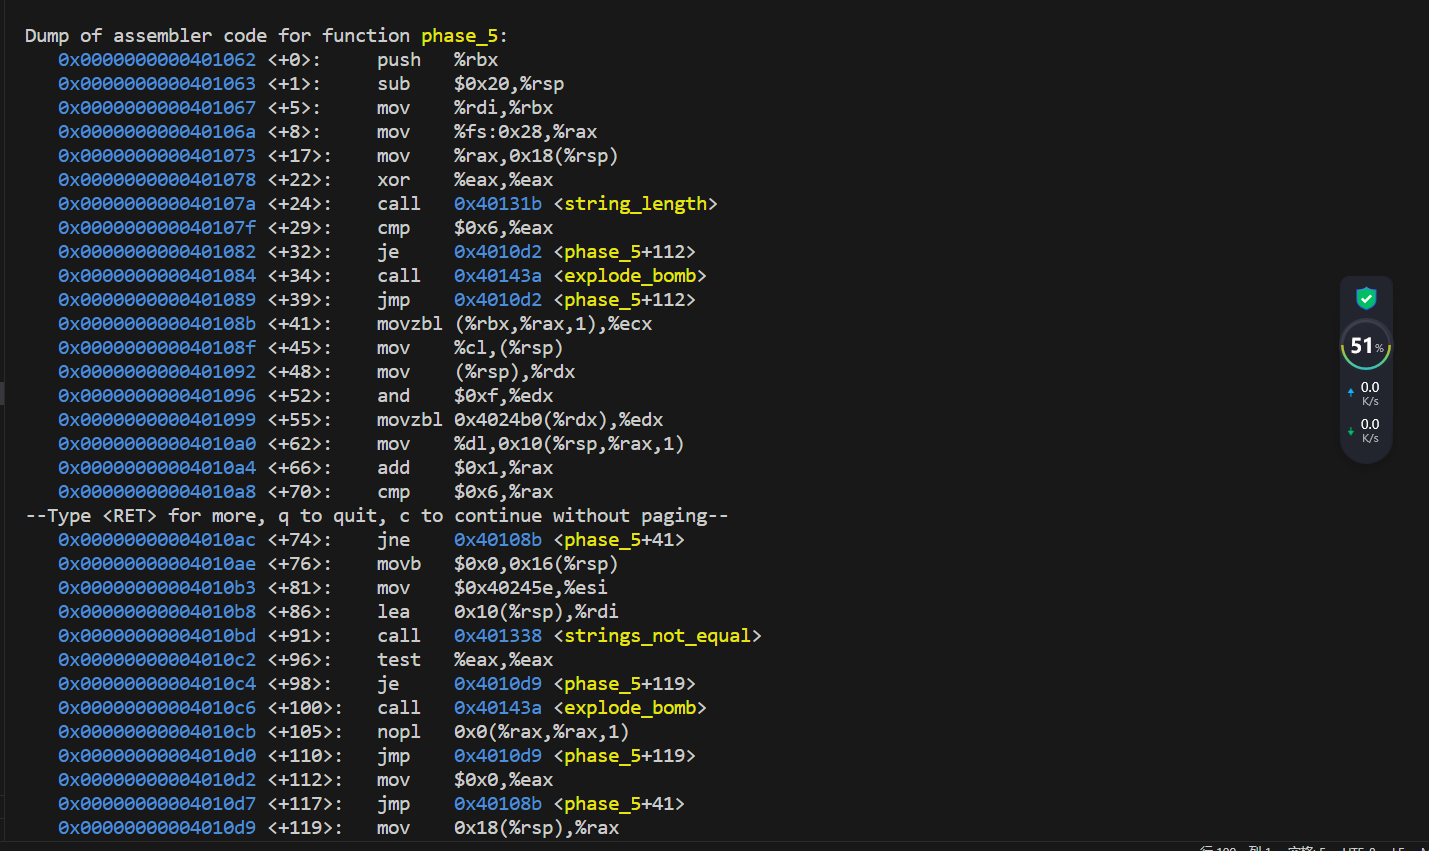 Dump of assembler code for function phase_5:
0x0000000000401062 <+0>: push %rbx
0x0000000000401063 <+1>: sub $0x20,%rsp
0x0000000000401067 <+5>: mov %rdi,%rbx
0x000000000040106a <+8>: mov %fs:0x28,%rax
0x0000000000401073 <+17>: mov %rax,0x18(%rsp)
0x0000000000401078 <+22>: xor %eax,%eax
0x000000000040107a <+24>: call 0x40131b <string_length>
0x000000000040107f <+29>: cmp $0x6,%eax
0x0000000000401082 <+32>: je 0x4010d2 <phase_5+112>
0x0000000000401084 <+34>: call 0x40143a <explode_bomb>
0x0000000000401089 <+39>: jmp 0x4010d2 <phase_5+112>
0x000000000040108b <+41>: movzbl (%rbx,%rax,1),%ecx
0x000000000040108f <+45>: mov %cl,(%rsp)
0x0000000000401092 <+48>: mov (%rsp),%rdx
0x0000000000401096 <+52>: and $0xf,%edx
0x0000000000401099 <+55>: movzbl 0x4024b0(%rdx),%edx
0x00000000004010a0 <+62>: mov %dl,0x10(%rsp,%rax,1)
0x00000000004010a4 <+66>: add $0x1,%rax
0x00000000004010a8 <+70>: cmp $0x6,%rax
--Type <RET> for more, q to quit, c to continue without paging--
0x00000000004010ac <+74>: jne 0x40108b <phase_5+41>
0x00000000004010ae <+76>: movb $0x0,0x16(%rsp)
0x00000000004010b3 <+81>: mov $0x40245e,%esi
0x00000000004010b8 <+86>: lea 0x10(%rsp),%rdi
0x00000000004010bd <+91>: call 0x401338 <strings_not_equal>
0x00000000004010c2 <+96>: test %eax,%eax
0x00000000004010c4 <+98>: je 0x4010d9 <phase_5+119>
0x00000000004010c6 <+100>: call 0x40143a <explode_bomb>
0x00000000004010cb <+105>: nopl 0x0(%rax,%rax,1)
0x00000000004010d0 <+110>: jmp 0x4010d9 <phase_5+119>
0x00000000004010d2 <+112>: mov $0x0,%eax
0x00000000004010d7 <+117>: jmp 0x40108b <phase_5+41>
0x00000000004010d9 <+119>: mov 0x18(%rsp),%rax
51%
0.0
K/s
0.0
K/s